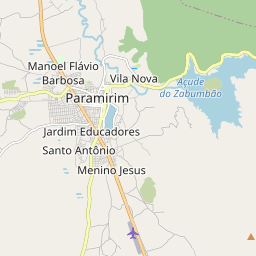 Manoel Flávio
Barbosa
Vila Nova
Açude
do Zabumbão
Paramirim
Jardim Educadores
Santo Antônio
Menino Jesus